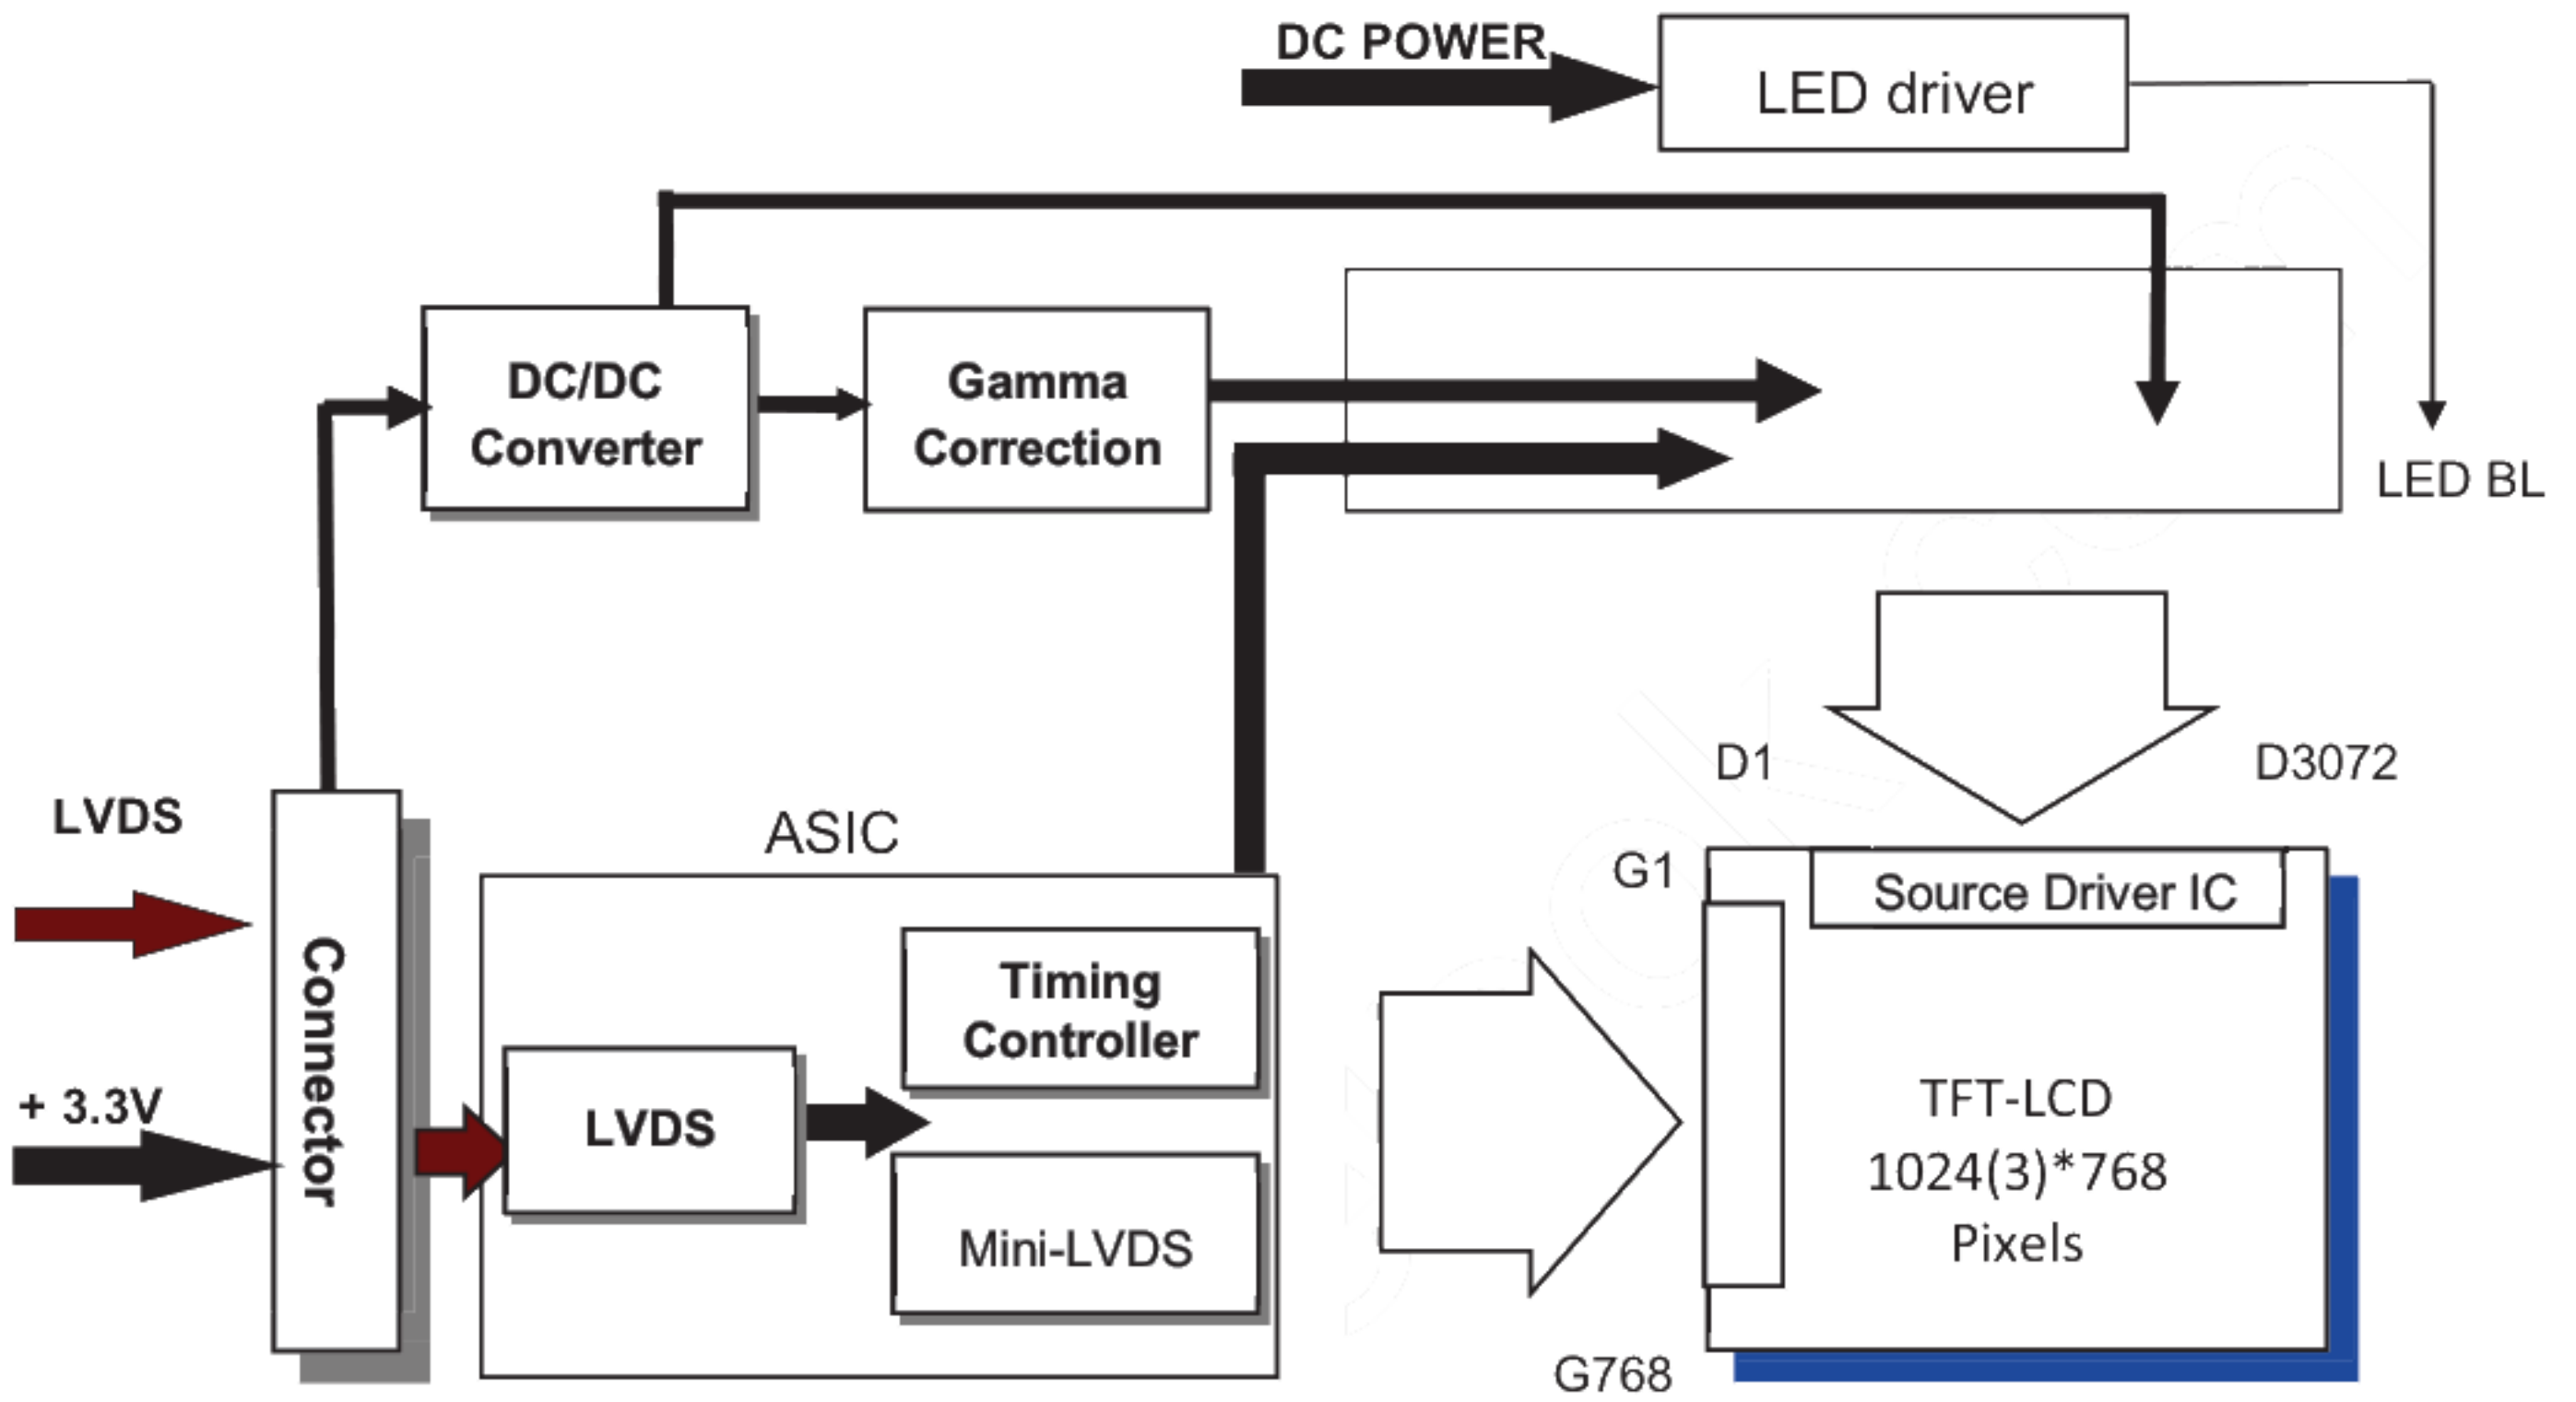 DC POWER
LED driver
DC/DC
Converter
Gamma
Correction
LED BL
LVDS
+ 3.3V
Connector
ASIC
LVDS
Timing
Controller
Mini-LVDS
D1
D3072
G1
G768
Source Driver IC
TFT-LCD
1024(3)*768
Pixels